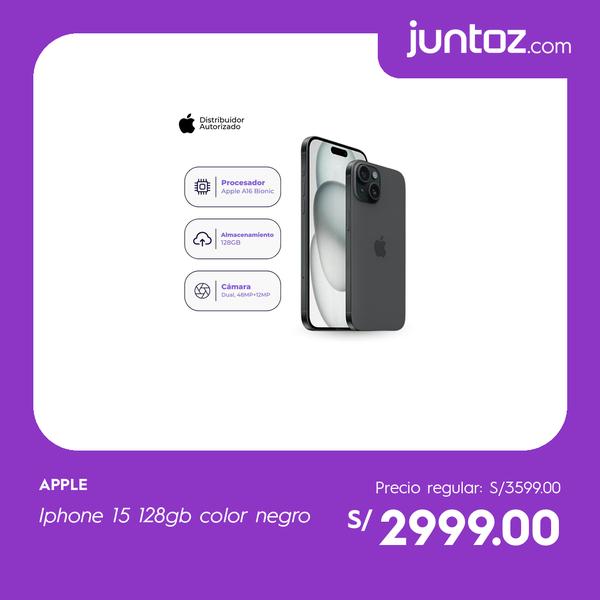 juntoz.com
Distribuidor
Autorizado
Procesador
Apple A16 Bionic
Almacenamiento
128GB
Cámara
Dual, 48MP+12MP
APPLE
Iphone 15 128gb color negro
Precio regular: S/3599.00
S/ 2999.00